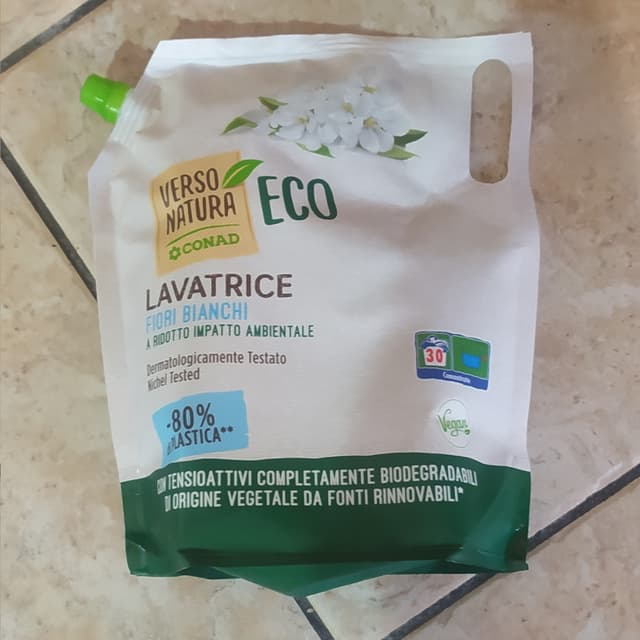 VERSO
NATURA
CONAD
ECO
LAVATRICE
FIORI BIANCHI
A RIDOTTO IMPATTO AMBIENTALE
Dermatologicamente Testato
Nichel Tested
30
Concentrato
-80%
PLASTICA**
Vegan
CON TENSIOATTIVI COMPLETAMENTE BIODEGRADABILI
DI ORIGINE VEGETALE DA FONTI RINNOVABILI*